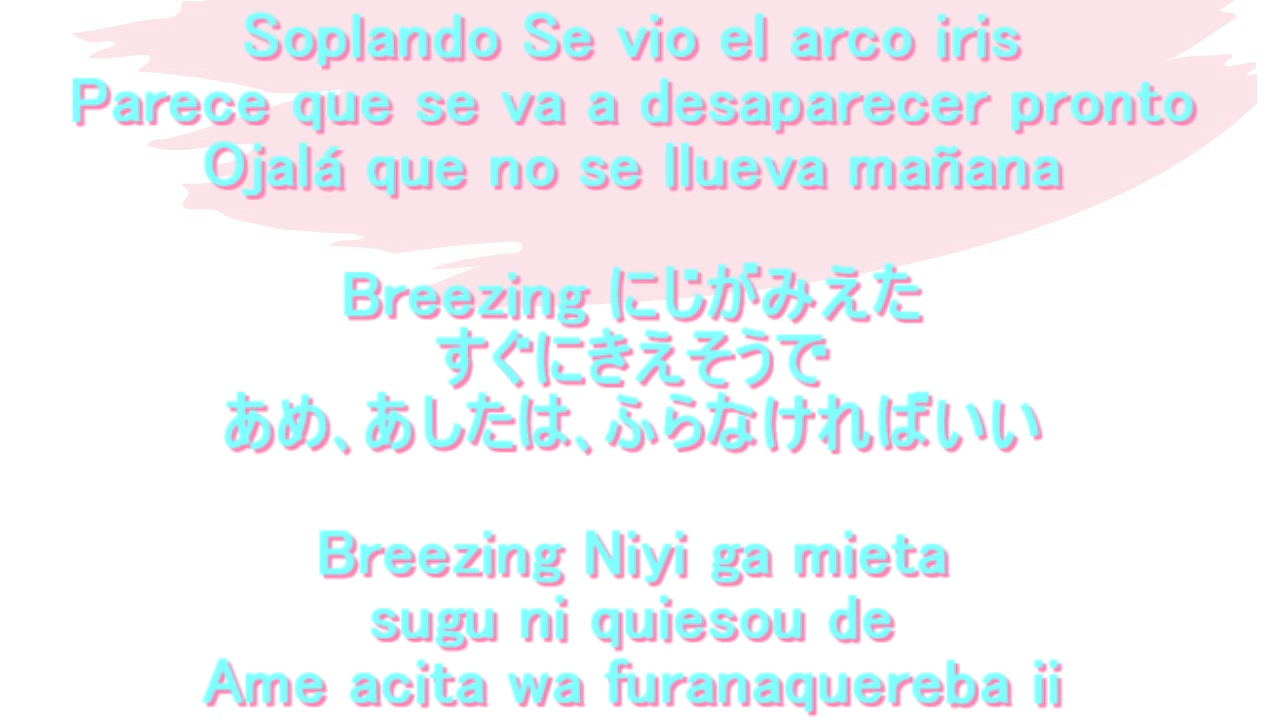 Soplando Se vio el arco iris
Parece que se va a desaparecer pronto
Ojalá que no se llueva mañana
Breezing にじがみえた
すぐにきえそうで
あめ、あしたは、ふらなければいい
Breezing Niyi ga mieta
sugu ni quiesou de
Ame acita wa furanaquereba ii